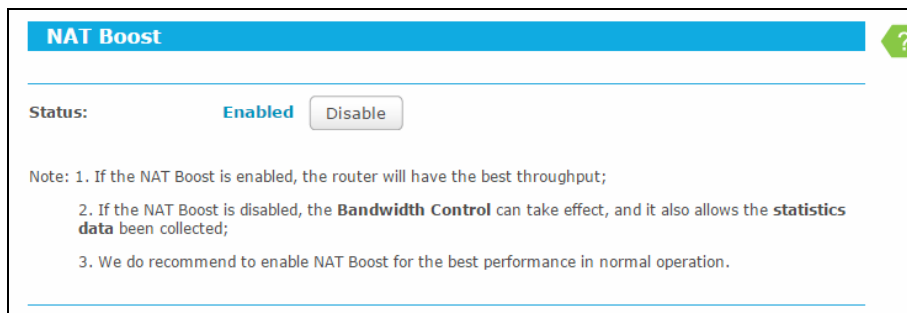 NAT Boost
?
Status: Enabled Disable
Note: 1. If the NAT Boost is enabled, the router will have the best throughput;
2. If the NAT Boost is disabled, the Bandwidth Control can take effect, and it also allows the statistics
data been collected;
3. We do recommend to enable NAT Boost for the best performance in normal operation.